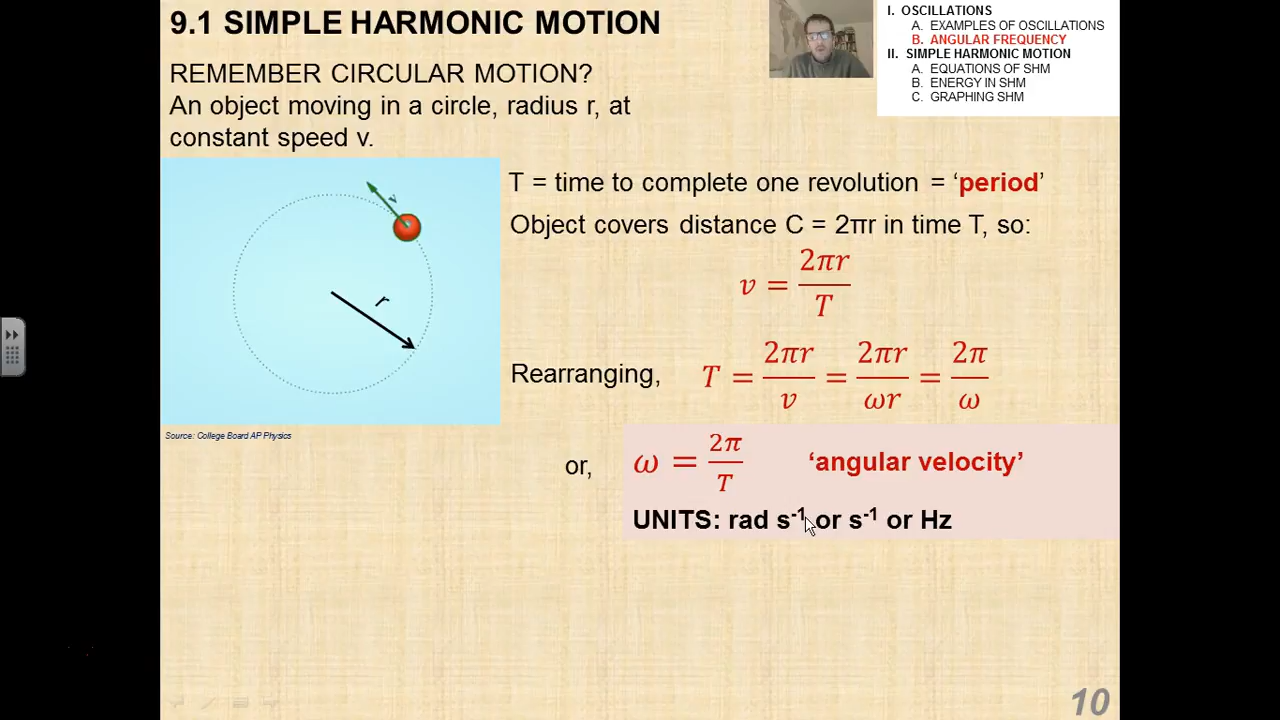 9.1 SIMPLE HARMONIC MOTION
I. OSCILLATIONS
A. EXAMPLES OF OSCILLATIONS
B. ANGULAR FREQUENCY
II. SIMPLE HARMONIC MOTION
A. EQUATIONS OF SHM
B. ENERGY IN SHM
C. GRAPHING SHM
REMEMBER CIRCULAR MOTION?
An object moving in a circle, radius r, at
constant speed v.
v
r
Source: College Board AP Physics
T = time to complete one revolution = ‘period’
Object covers distance C = 2πr in time T, so:
v = 2πr/T
Rearranging, T = 2πr/v = 2πr/ωr = 2π/ω
or, ω = 2π/T ‘angular velocity’
UNITS: rad s⁻¹ or s⁻¹ or Hz
10